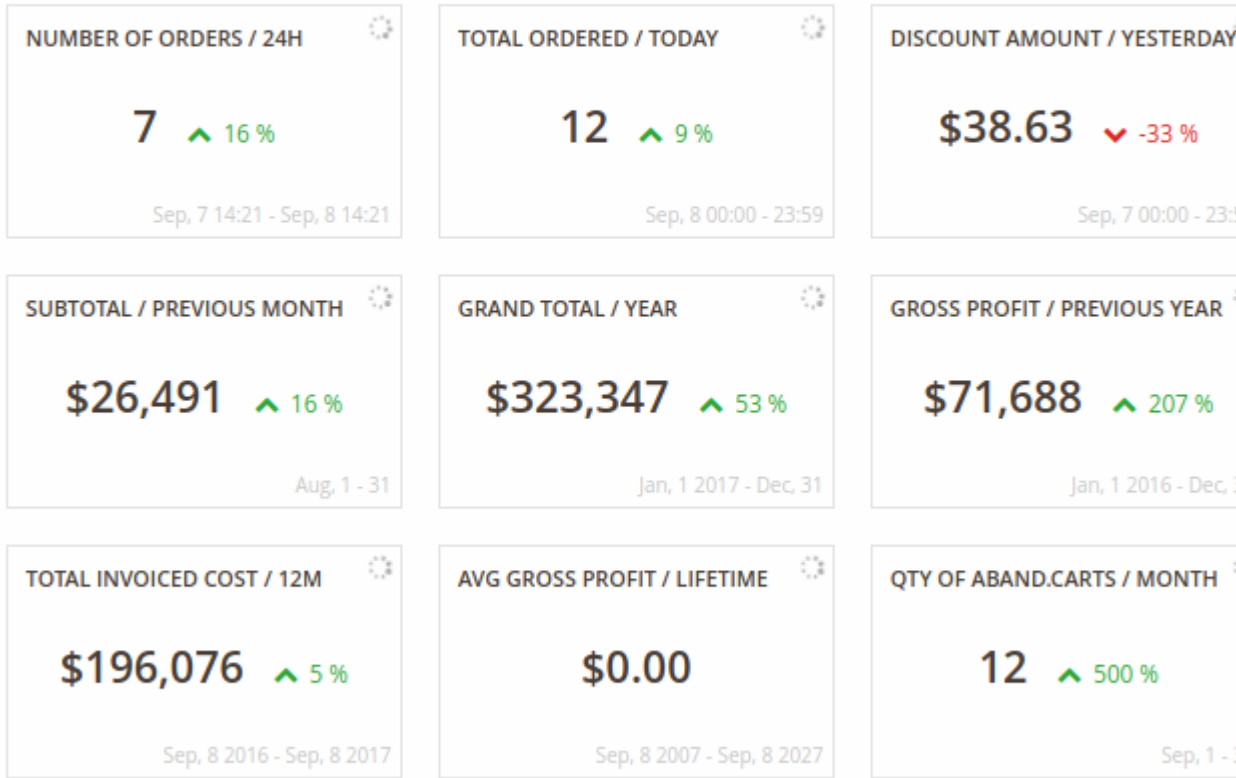 NUMBER OF ORDERS / 24H
7 16 %
Sep, 7 14:21 - Sep, 8 14:21
TOTAL ORDERED / TODAY
12 9 %
Sep, 8 00:00 - 23:59
DISCOUNT AMOUNT / YESTERDAY
$38.63 -33 %
Sep, 7 00:00 -
SUBTOTAL / PREVIOUS MONTH
$26,491 16 %
Aug, 1 - 31
GRAND TOTAL / YEAR
$323,347 53 %
Jan, 1 2017 - Dec, 31
GROSS PROFIT / PREVIOUS YEAR
$71,688 207 %
Jan, 1 2016 - Dec,
TOTAL INVOICED COST / 12M
$196,076 5 %
Sep, 8 2016 - Sep, 8 2017
AVG GROSS PROFIT / LIFETIME
$0.00
Sep, 8 2007 - Sep, 8 2027
QTY OF ABAND.CARTS / MONTH
12 500 %
Sep, 1 -